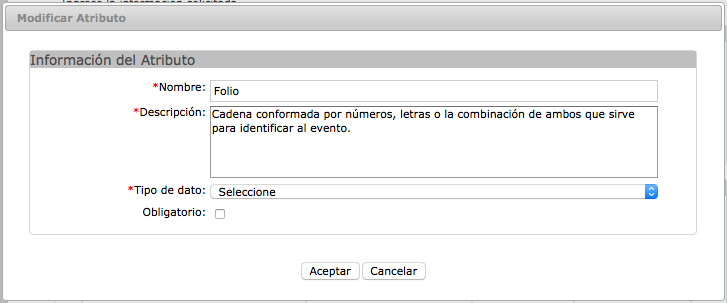 Modificar Atributo
Información del Atributo
*Nombre: Folio
*Descripción: Cadena conformada por números, letras o la combinación de ambos que sirve
para identificar al evento.
*Tipo de dato: Seleccione
Obligatorio:
Aceptar Cancelar